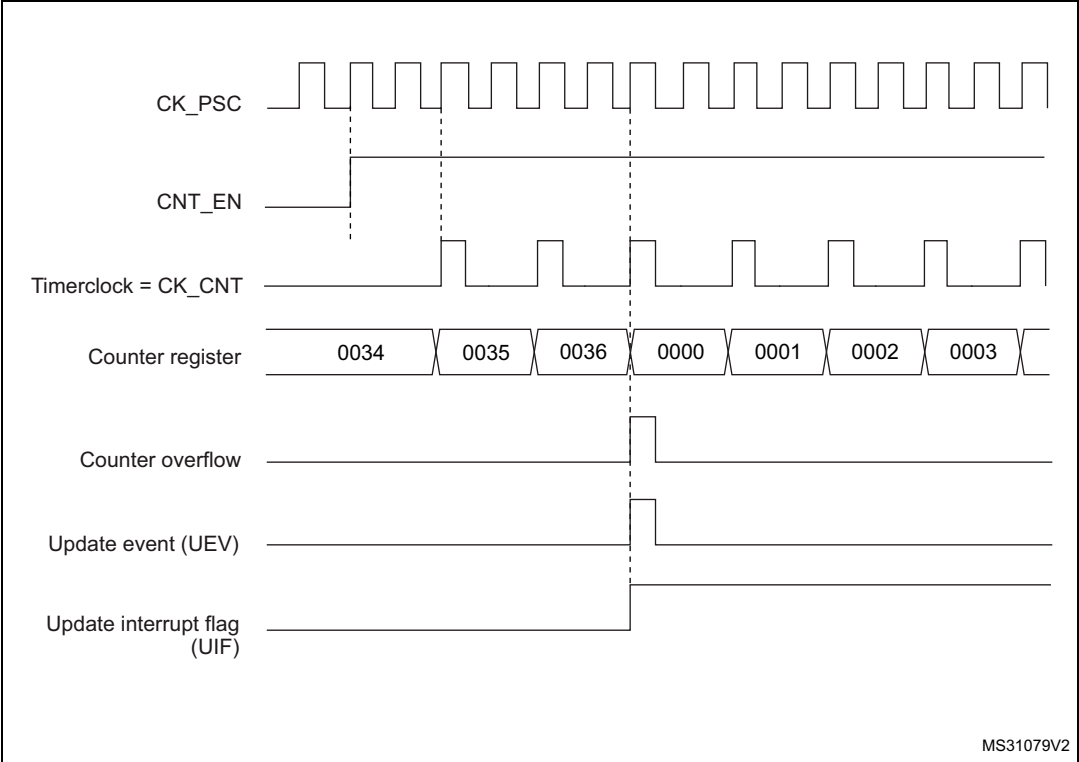 CK_PSC
CNT_EN
Timerclock = CK_CNT
Counter register 0034 0035 0036 0000 0001 0002 0003
Counter overflow
Update event (UEV)
Update interrupt flag
(UIF)
MS31079V2